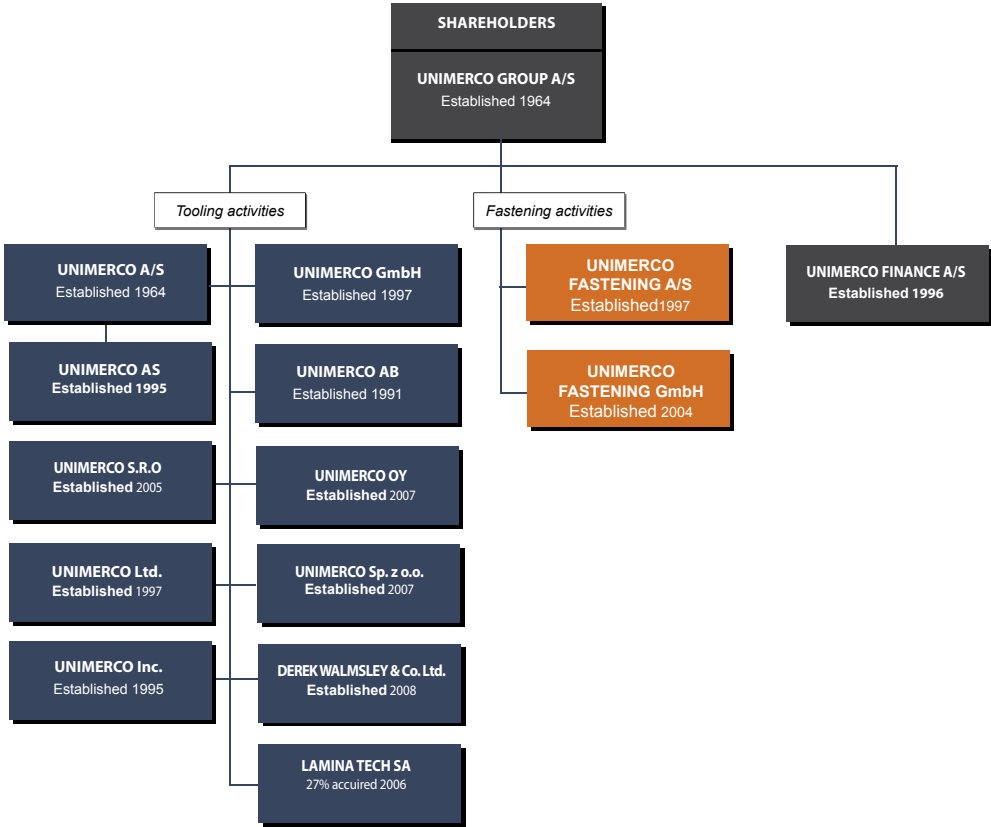 SHAREHOLDERS
UNIMERCO GROUP A/S
Established 1964
Tooling activities
Fastening activities
UNIMERCO A/S
Established 1964
UNIMERCO GmbH
Established 1997
UNIMERCO
FASTENING A/S
Established1997
UNIMERCO FINANCE A/S
Established 1996
UNIMERCO AS
Established 1995
UNIMERCO AB
Established 1991
UNIMERCO
FASTENING GmbH
Established 2004
UNIMERCO S.R.O
Established 2005
UNIMERCO OY
Established 2007
UNIMERCO Ltd.
Established 1997
UNIMERCO Sp. z o.o.
Established 2007
UNIMERCO Inc.
Established 1995
DEREK WALMSLEY & Co. Ltd.
Established 2008
LAMINA TECH SA
27% accuired 2006